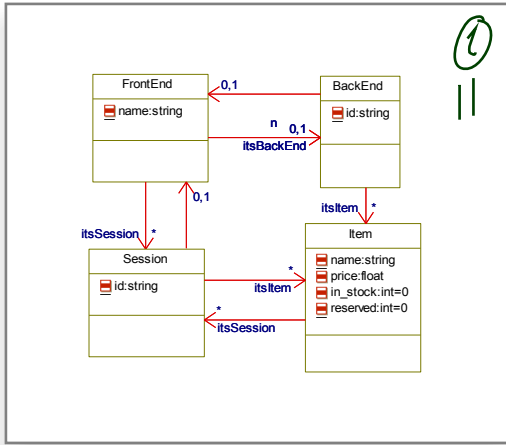 1
FrontEnd
name:string
0,1
BackEnd
id:string
n
0,1
itsBackEnd
0,1
itsSession
*
itsItem
*
Session
id:string
*
itsItem
*
itsSession
Item
name:string
price:float
in_stock:int=0
reserved:int=0